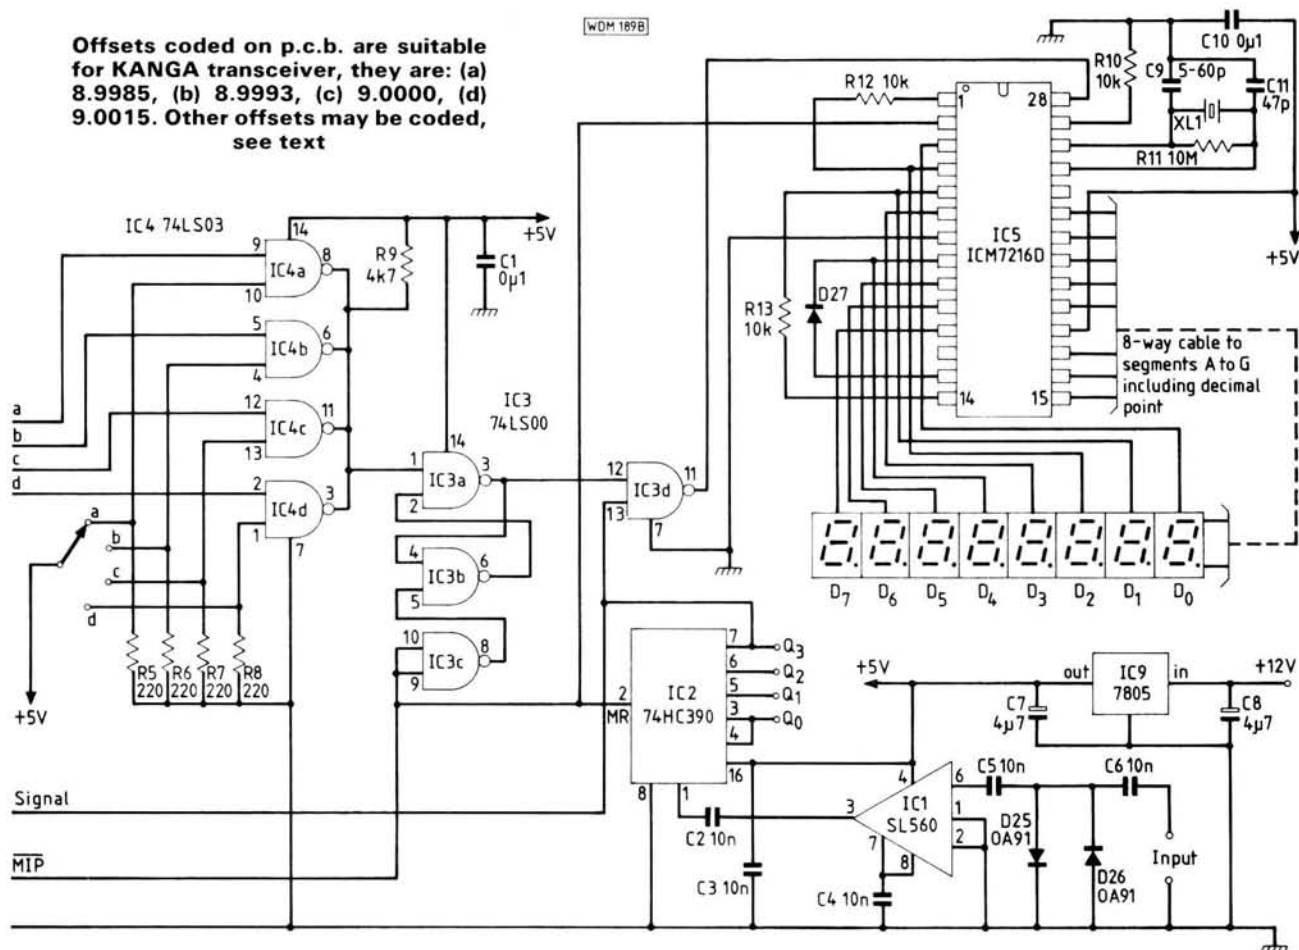 WDM 189B
Offsets coded on p.c.b. are suitable
for KANGA transceiver, they are: (a)
8.9985, (b) 8.9993, (c) 9.0000, (d)
9.0015. Other offsets may be coded,
see text
C10 0µ1
R10
10k
C9
5-60p
C11
47p
XL1
R11 10M
R12 10k
1
28
IC5
ICM7216D
+5V
D27
R13
10k
14
15
8-way cable to
segments A to G
including decimal
point
IC4 74LS03
14
+5V
9
IC4a
8
10
R9
4k7
C1
0µ1
5
IC4b
6
4
12
IC4c
11
13
2
IC4d
3
1
7
a
b
c
d
a
b
c
d
+5V
R5
220
R6
220
R7
220
R8
220
IC3
74LS00
14
1
IC3a
3
2
4
IC3b
6
5
10
IC3c
8
9
12
IC3d
11
13
7
D7
D6
D5
D4
D3
D2
D1
D0
2
MR
IC2
74HC390
7
Q3
6
Q2
5
Q1
3
Q0
4
16
8
1
+5V
out
IC9
7805
in
+12V
C7
4µ7
C8
4µ7
C2 10n
C3 10n
C4 10n
3
IC1
SL560
4
6
1
2
7
8
C5 10n
C6 10n
D25
OA91
D26
OA91
Input
Signal
MIP